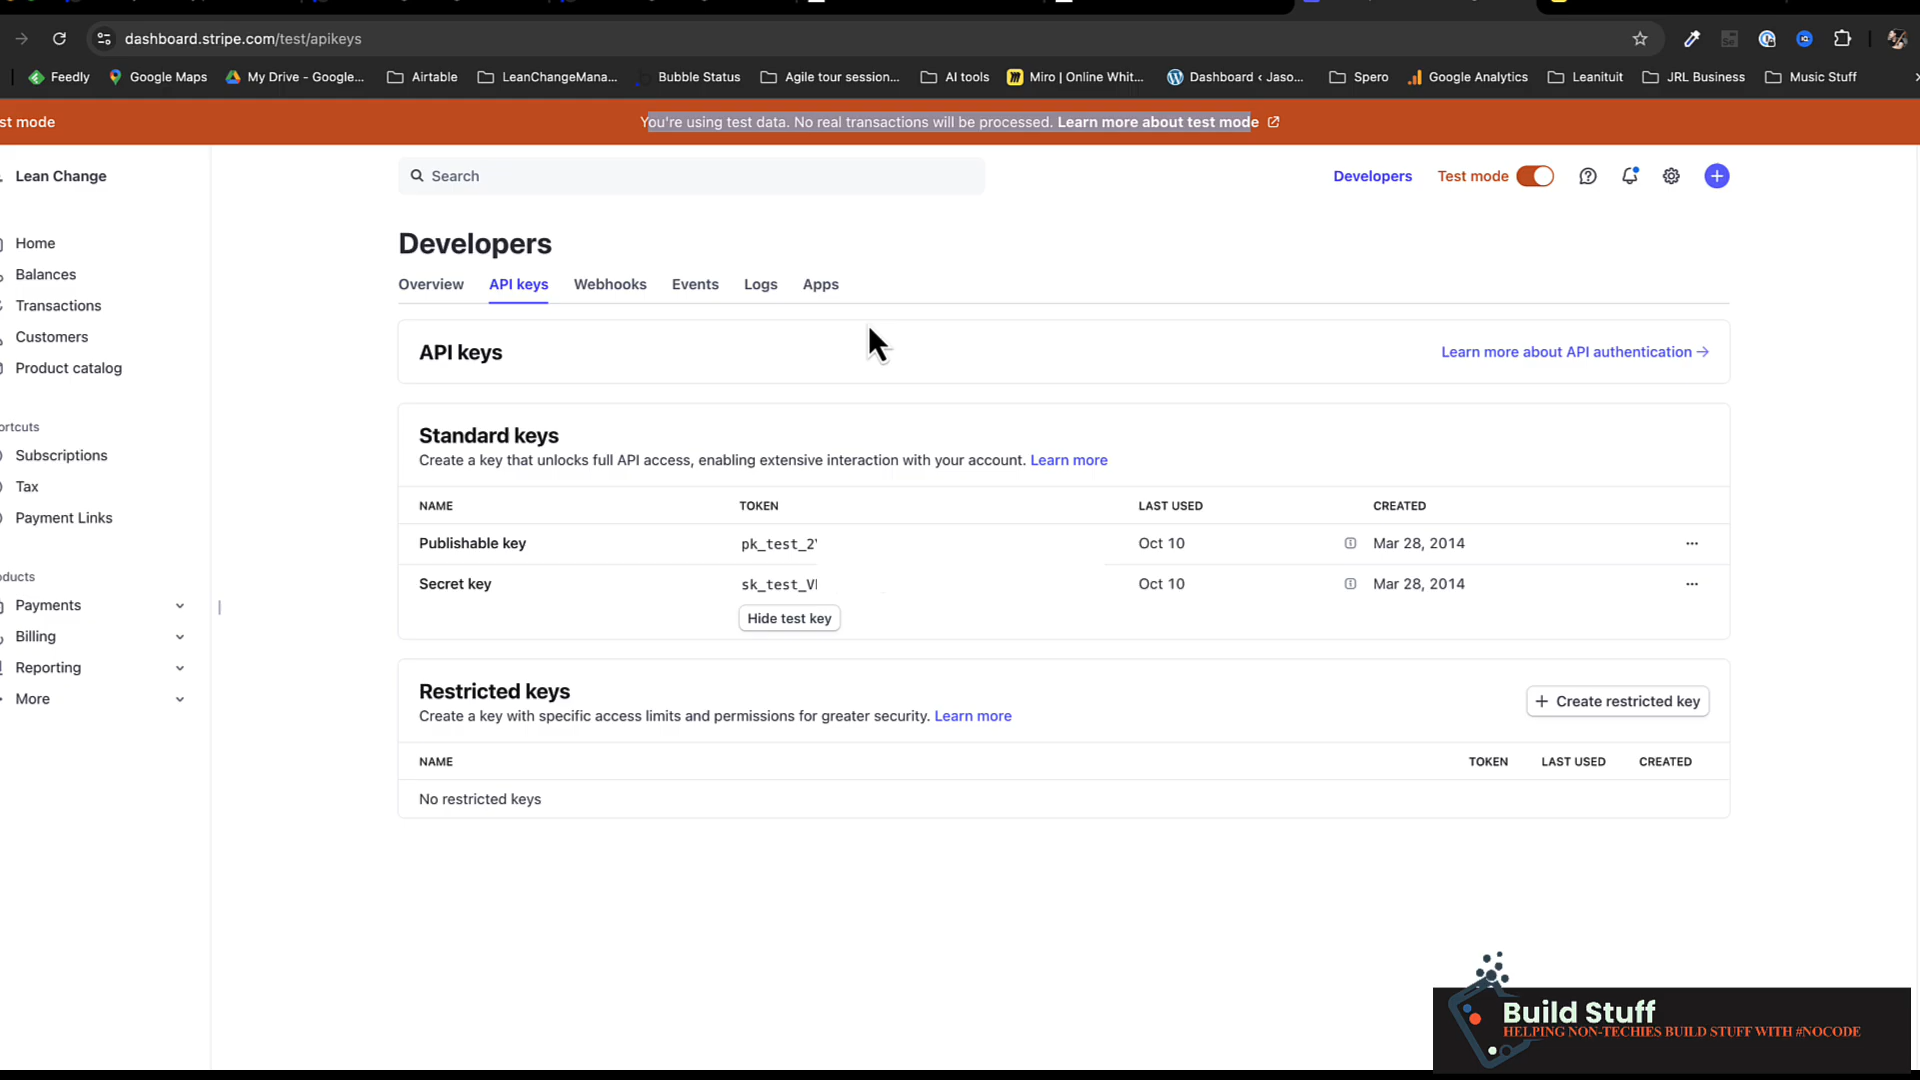 dashboard.stripe.com/test/apikeys
Feedly
Google Maps
My Drive - Google...
Airtable
LeanChangeMana...
Bubble Status
Agile tour session...
AI tools
Miro | Online Whit...
Dashboard ‹ Jaso...
Spero
Google Analytics
Leanituit
JRL Business
Music Stuff
st mode
You're using test data. No real transactions will be processed. Learn more about test mode
Lean Change
Search
Developers
Test mode
Home
Balances
Transactions
Customers
Product catalog
ortcuts
Subscriptions
Tax
Payment Links
oducts
Payments
Billing
Reporting
More
Developers
Overview
API keys
Webhooks
Events
Logs
Apps
API keys
Learn more about API authentication →
Standard keys
Create a key that unlocks full API access, enabling extensive interaction with your account. Learn more
NAME TOKEN LAST USED CREATED
Publishable key pk_test_2 Oct 10 Mar 28, 2014
Secret key sk_test_V Oct 10 Mar 28, 2014
Hide test key
Restricted keys
Create a key with specific access limits and permissions for greater security. Learn more
+ Create restricted key
NAME TOKEN LAST USED CREATED
No restricted keys
Build Stuff
HELPING NON-TECHIES BUILD STUFF WITH #NOCODE